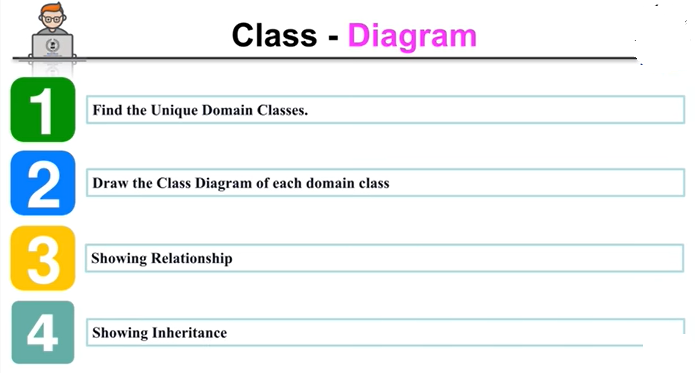 Class - Diagram
1
Find the Unique Domain Classes.
2
Draw the Class Diagram of each domain class
3
Showing Relationship
4
Showing Inheritance